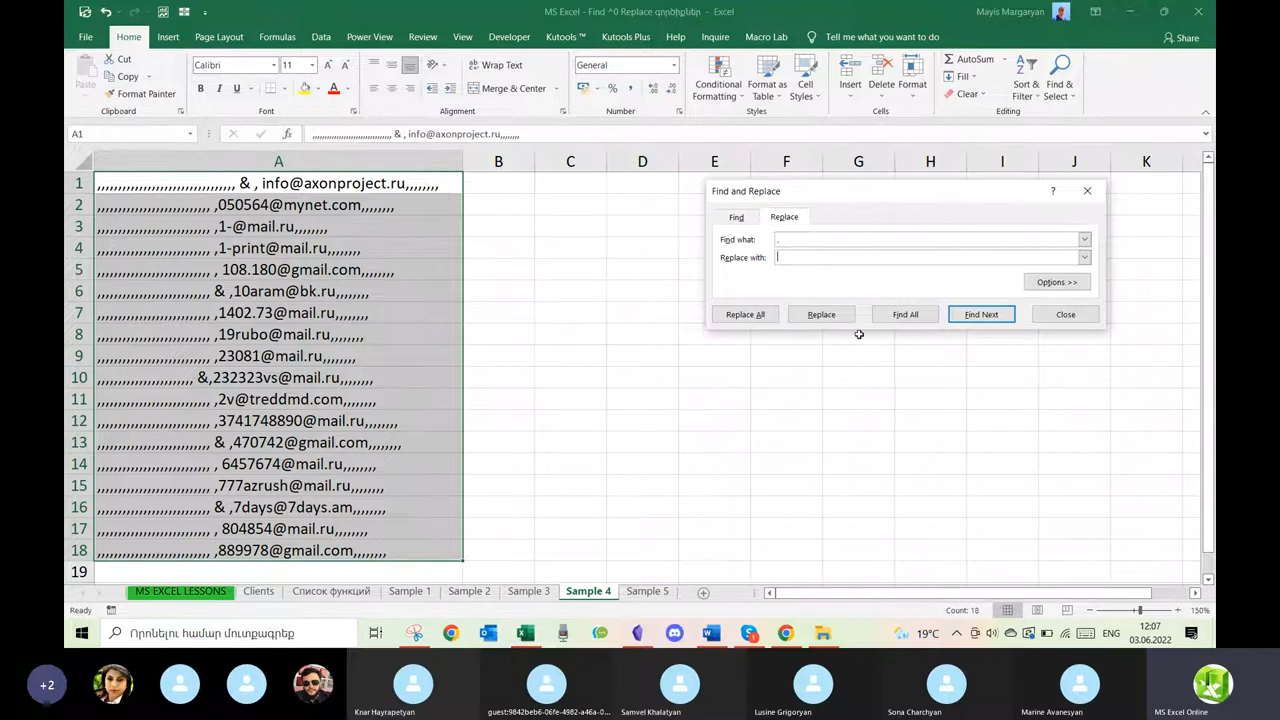 MS Excel - Find ^0 Replace գործիքներ - Excel
Mayis Margaryan
File Home Insert Page Layout Formulas Data Power View Review View Developer Kutools ™ Kutools Plus Help Inquire Macro Lab Tell me what you want to do Share
Cut
Copy
Format Painter
Paste
Clipboard
Calibri 11
B I U
Font
Wrap Text
Merge & Center
Alignment
General
Number
Conditional Formatting
Format as Table
Cell Styles
Styles
Insert Delete Format
Cells
AutoSum
Fill
Clear
Sort & Filter
Find & Select
Editing
A1
,,,,,,,,,,,,,,,,,,,,,,,,,,,,,,,,, & , info@axonproject.ru,,,,,,,,
A B C D E F G H I J K
1 ,,,,,,,,,,,,,,,,,,,,,,,,,,,,,,,,, & , info@axonproject.ru,,,,,,,,
2 ,,,,,,,,,,,,,,,,,,,,,,,,,,, ,050564@mynet.com,,,,,,,,
3 ,,,,,,,,,,,,,,,,,,,,,,,,,,, ,1-@mail.ru,,,,,,,,
4 ,,,,,,,,,,,,,,,,,,,,,,,,,,, ,1-print@mail.ru,,,,,,,,
5 ,,,,,,,,,,,,,,,,,,,,,,,,,,, , 108.180@gmail.com,,,,,,,,
6 ,,,,,,,,,,,,,,,,,,,,,,,,,,, & ,10aram@bk.ru,,,,,,,,
7 ,,,,,,,,,,,,,,,,,,,,,,,,,,, ,1402.73@mail.ru,,,,,,,,
8 ,,,,,,,,,,,,,,,,,,,,,,,,,,, ,19rubo@mail.ru,,,,,,,,
9 ,,,,,,,,,,,,,,,,,,,,,,,,,,, ,23081@mail.ru,,,,,,,,
10 ,,,,,,,,,,,,,,,,,,,,,,, &,232323vs@mail.ru,,,,,,,,
11 ,,,,,,,,,,,,,,,,,,,,,,,,,,, ,2v@treddmd.com,,,,,,,,
12 ,,,,,,,,,,,,,,,,,,,,,,,,,,, ,3741748890@mail.ru,,,,,,,,
13 ,,,,,,,,,,,,,,,,,,,,,,,,,,, & ,470742@gmail.com,,,,,,,,
14 ,,,,,,,,,,,,,,,,,,,,,,,,,,, , 6457674@mail.ru,,,,,,,,
15 ,,,,,,,,,,,,,,,,,,,,,,,,,,, ,777azrush@mail.ru,,,,,,,,
16 ,,,,,,,,,,,,,,,,,,,,,,,,,,, & ,7days@7days.am,,,,,,,,
17 ,,,,,,,,,,,,,,,,,,,,,,,,,,, , 804854@mail.ru,,,,,,,,
18 ,,,,,,,,,,,,,,,,,,,,,,,,,,, ,889978@gmail.com,,,,,,,,
19
Find and Replace
Find Replace
Find what: ,
Replace with:
Options >>
Replace All Replace Find All Find Next Close
MS EXCEL LESSONS Clients Список функций Sample 1 Sample 2 Sample 3 Sample 4 Sample 5
Ready
Count: 18
150%
Որոնելու համար մուտքագրեք
19°C
ENG
12:07
03.06.2022
+2
Knar Hayrapetyan
guest:9842beb6-06fe-4982-a46a-0...
Samvel Khalatyan
Lusine Grigoryan
Sona Charchyan
Marine Avanesyan
MS Excel Online